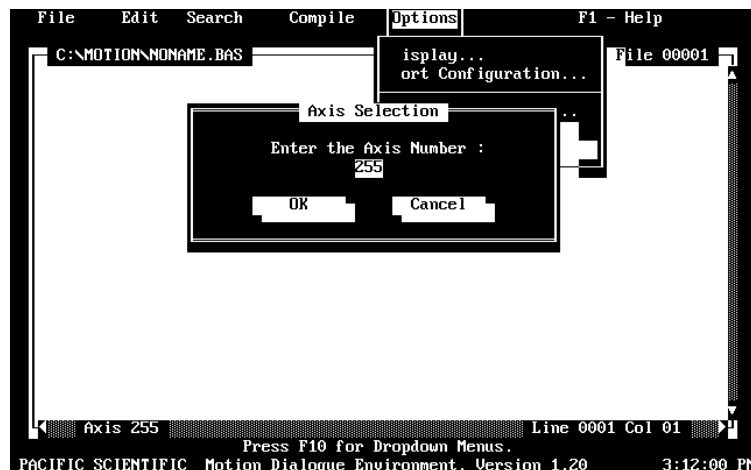 File Edit Search Compile Options F1 - Help
C:\MOTION\NONAME.BAS File 00001
isplay...
ort Configuration...
..
Axis Selection
Enter the Axis Number :
255
OK Cancel
Axis 255 Line 0001 Col 01
Press F10 for Dropdown Menus.
PACIFIC SCIENTIFIC Motion Dialogue Environment, Version 1.20 3:12:00